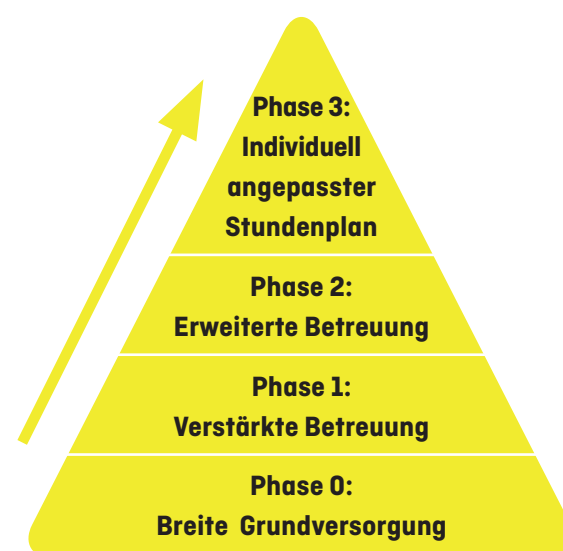 Phase 3:
Individuell
angepasster
Stundenplan
Phase 2:
Erweiterte Betreuung
Phase 1:
Verstärkte Betreuung
Phase 0:
Breite Grundversorgung